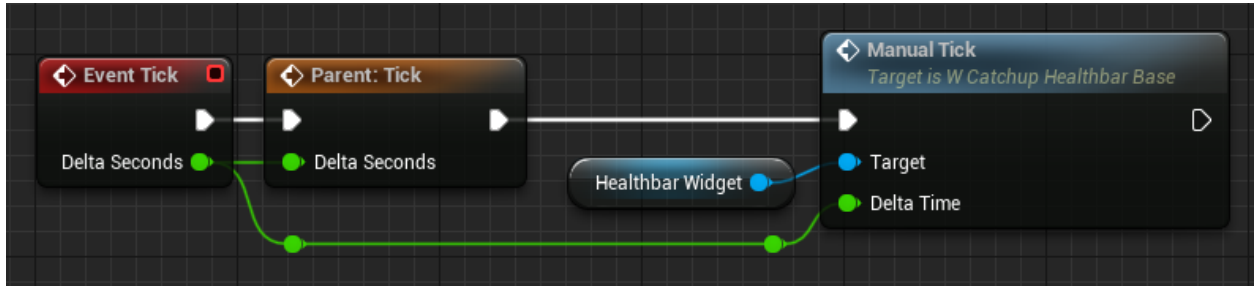 Event Tick
Delta Seconds
Parent: Tick
Delta Seconds
Healthbar Widget
Manual Tick
Target is W Catchup Healthbar Base
Target
Delta Time